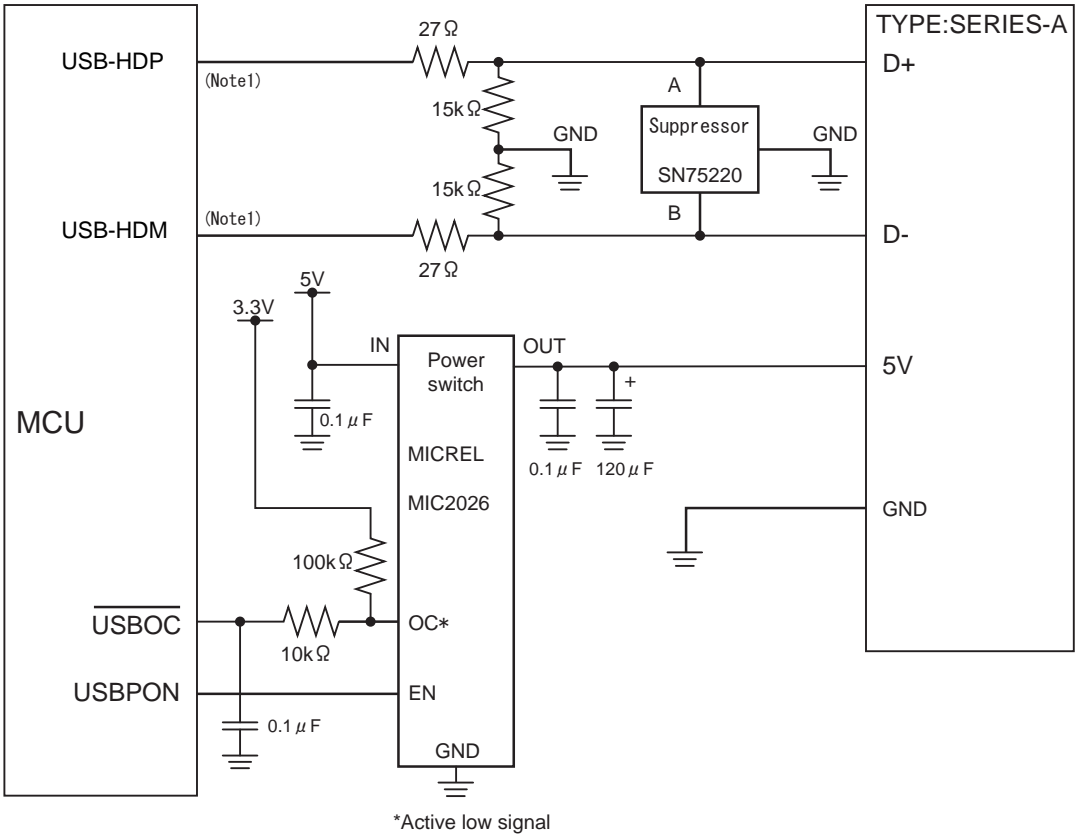 TYPE:SERIES-A
27Ω
USB-HDP
(Note1)
D+
A
15kΩ
GND
Suppressor
SN75220
GND
15kΩ
B
USB-HDM
(Note1)
D-
27Ω
5V
3.3V
IN
Power
switch
OUT
5V
0.1μF
MCU
MICREL
0.1μF
120μF
+
MIC2026
GND
100kΩ
USBOC
10kΩ
OC*
USBPON
EN
0.1μF
GND
*Active low signal